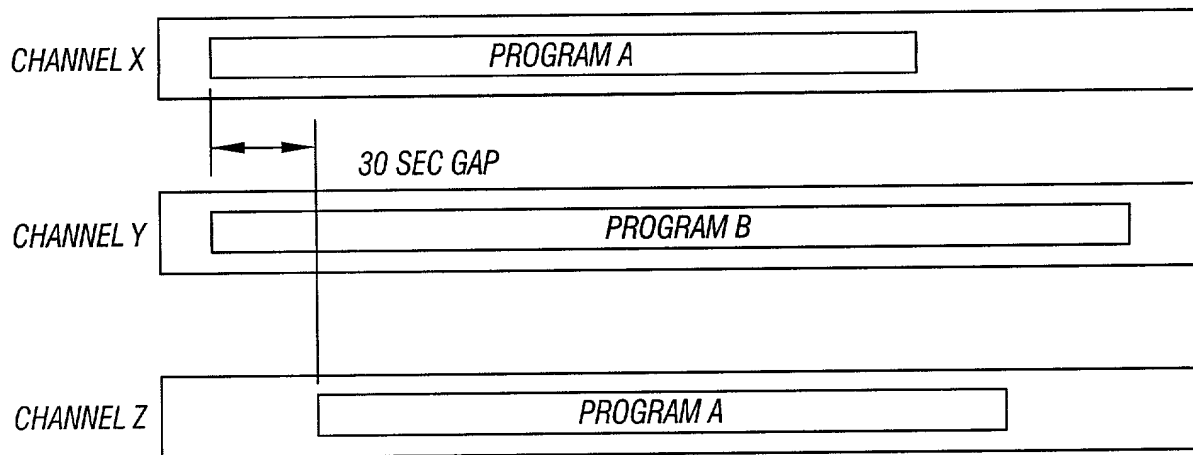 CHANNEL X
PROGRAM A
30 SEC GAP
CHANNEL Y
PROGRAM B
CHANNEL Z
PROGRAM A